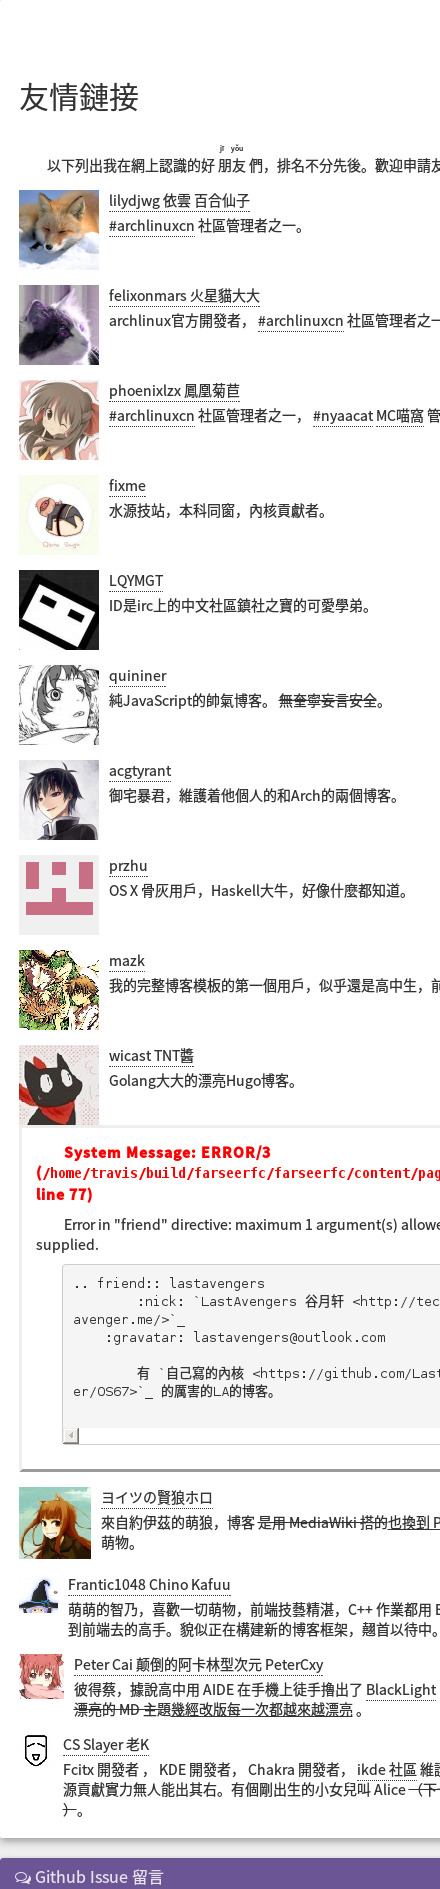 友情鏈接
jī yǒu
以下列出我在網上認識的好 朋友 們，排名不分先後。歡迎申請友
lilydjwg 依雲 百合仙子
#archlinuxcn 社區管理者之一。
felixonmars 火星貓大大
archlinux官方開發者， #archlinuxcn 社區管理者之一
phoenixlzx 鳳凰菊苣
#archlinuxcn 社區管理者之一， #nyaacat MC喵窩 管
fixme
水源技站，本科同窗，內核貢獻者。
LQYMGT
ID是irc上的中文社區鎮社之寶的可愛學弟。
quininer
純JavaScript的帥氣博客。 無奎寧妄言安全。
acgtyrant
御宅暴君，維護着他個人的和Arch的兩個博客。
przhu
OS X 骨灰用戶，Haskell大牛，好像什麼都知道。
mazk
我的完整博客模板的第一個用戶，似乎還是高中生，前
wicast TNT醬
Golang大大的漂亮Hugo博客。
System Message: ERROR/3
(/home/travis/build/farseerfc/farseerfc/content/pag
line 77)
Error in "friend" directive: maximum 1 argument(s) allowe
supplied.
.. friend:: lastavengers
:nick: `LastAvengers 谷月轩 <http://tec
avenger.me/>`_
:gravatar: lastavengers@outlook.com
有 `自己寫的內核 <https://github.com/Last
er/OS67>`_ 的厲害的LA的博客。
ヨイツの賢狼ホロ
來自約伊茲的萌狼，博客 是用 MediaWiki 搭的也換到 P
萌物。
Frantic1048 Chino Kafuu
萌萌的智乃，喜歡一切萌物，前端技藝精湛，C++ 作業都用 E
到前端去的高手。貌似正在構建新的博客框架，翹首以待中。
Peter Cai 颠倒的阿卡林型次元 PeterCxy
彼得蔡，據說高中用 AIDE 在手機上徒手擼出了 BlackLight
漂亮的 MD 主題幾經改版每一次都越來越漂亮 。
CS Slayer 老K
Fcitx 開發者 ， KDE 開發者， Chakra 開發者， ikde 社區 維護
源貢獻實力無人能出其右。有個剛出生的小女兒叫 Alice （下
）。
Github Issue 留言